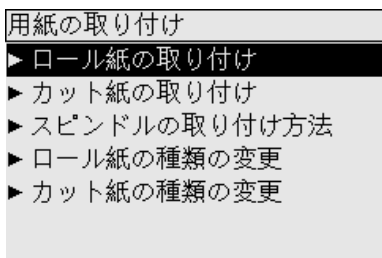 用紙の取り付け
▶ ロール紙の取り付け
▶ カット紙の取り付け
▶ スピンドルの取り付け方法
▶ ロール紙の種類の変更
▶ カット紙の種類の変更